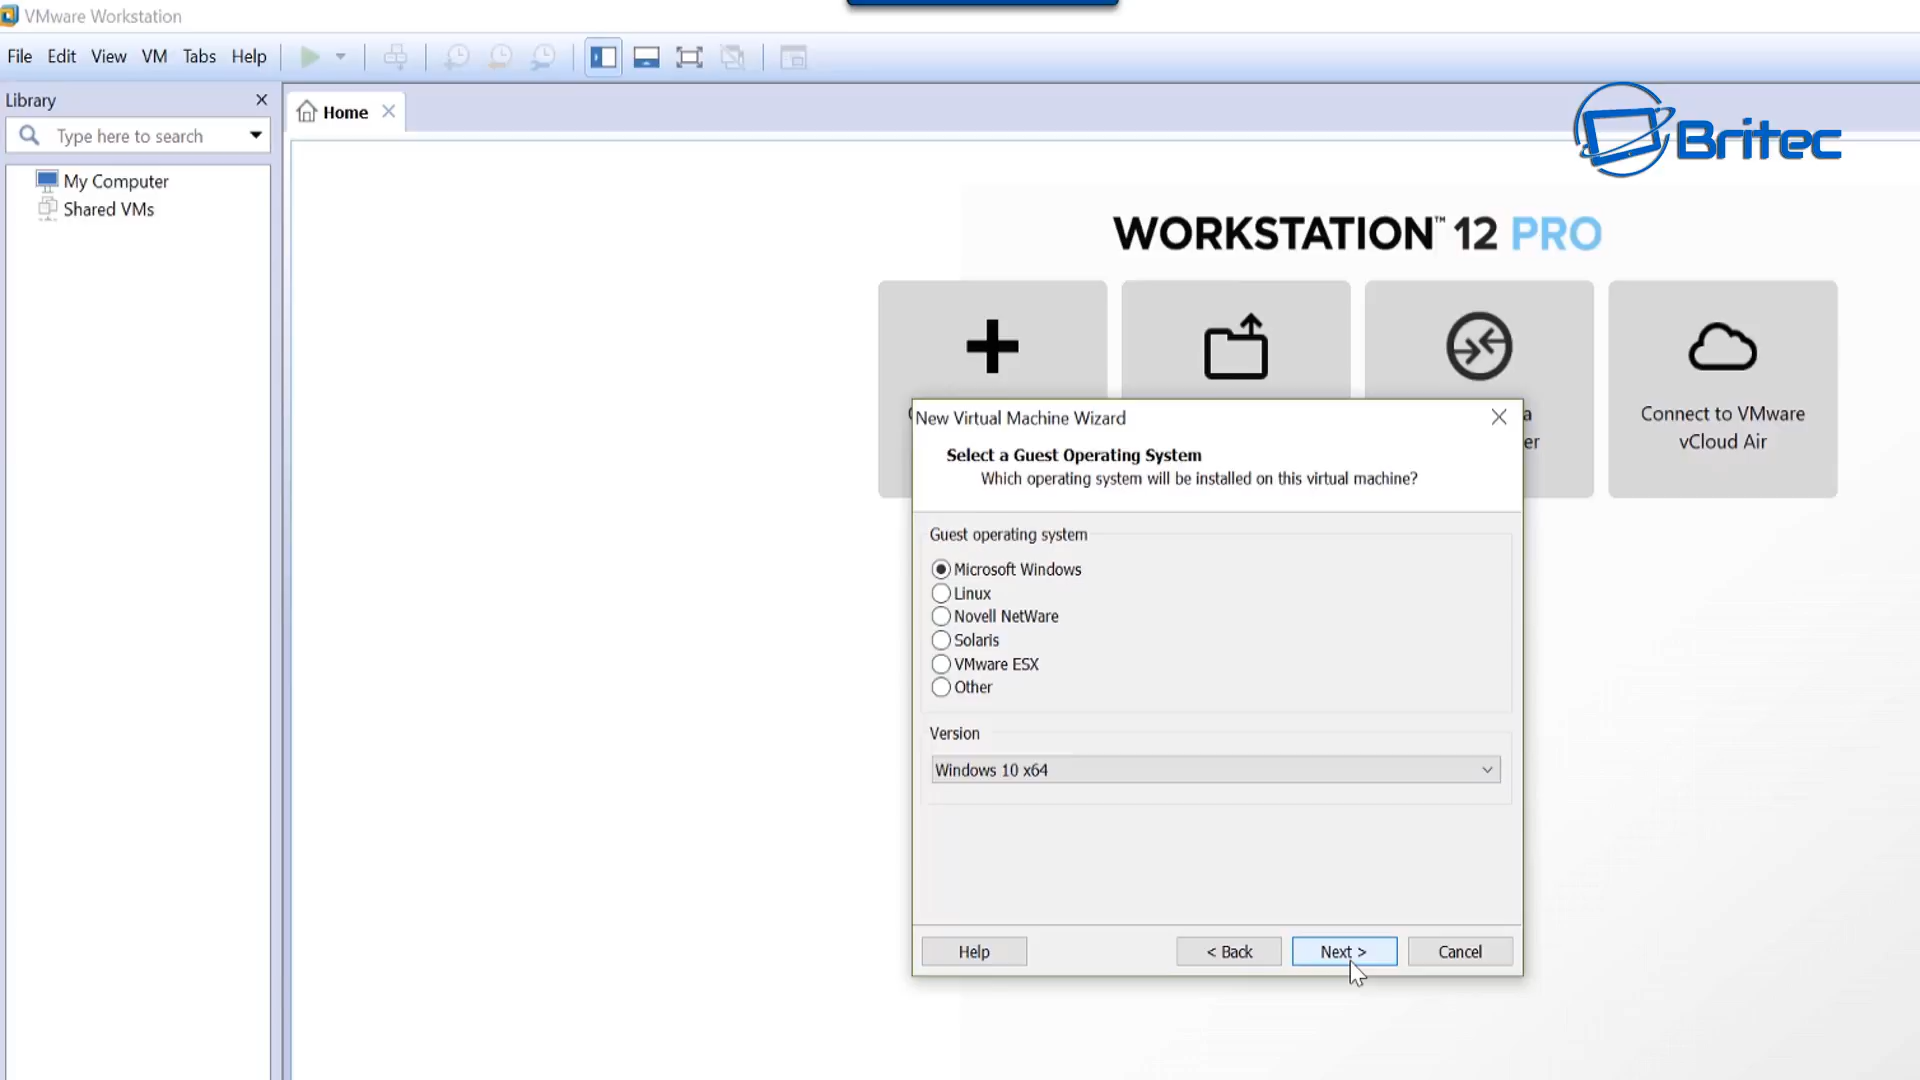 VMware Workstation
File Edit View VM Tabs Help
Library
Type here to search
My Computer
Shared VMs
Home
Britec
WORKSTATION™ 12 PRO
Connect to VMware
vCloud Air
a
er
New Virtual Machine Wizard
Select a Guest Operating System
Which operating system will be installed on this virtual machine?
Guest operating system
Microsoft Windows
Linux
Novell NetWare
Solaris
VMware ESX
Other
Version
Windows 10 x64
Help
< Back
Next >
Cancel